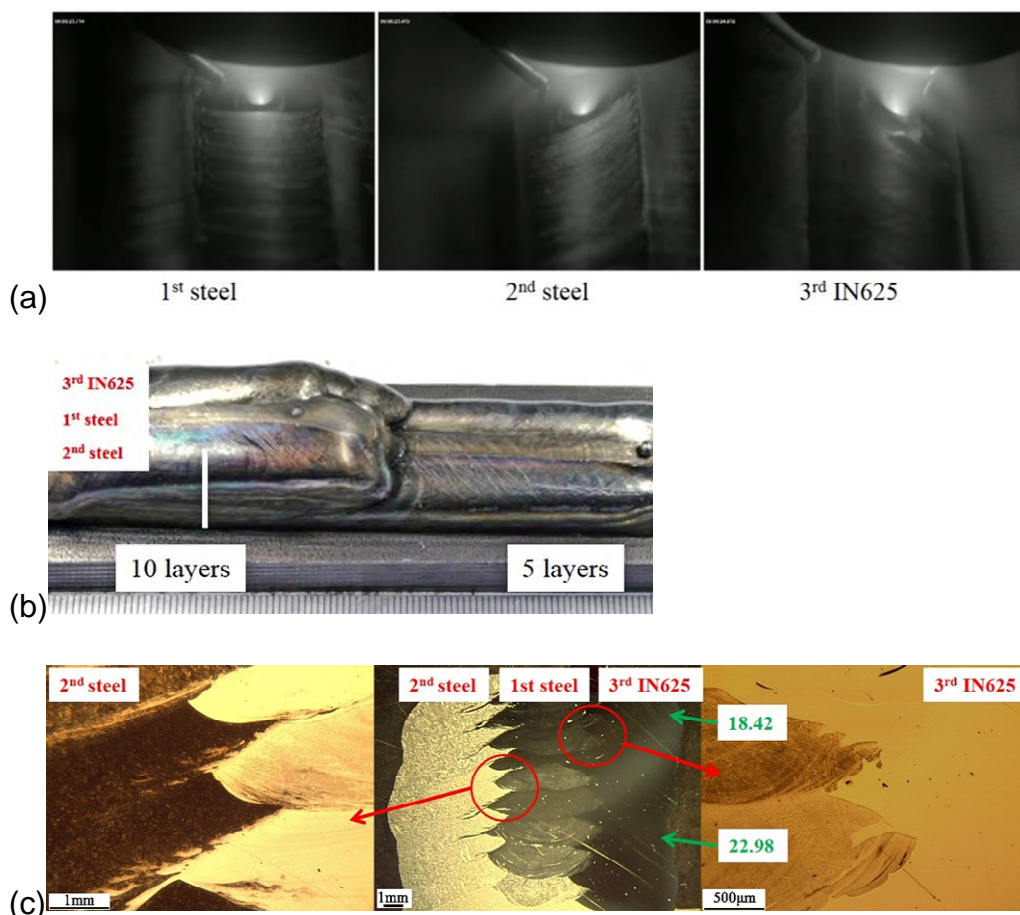 1st steel
2nd steel
3rd IN625
(a)
3rd IN625
1st steel
2nd steel
10 layers
5 layers
(b)
2nd steel
2nd steel
1st steel
3rd IN625
3rd IN625
18.42
22.98
1mm
1mm
500μm
(c)